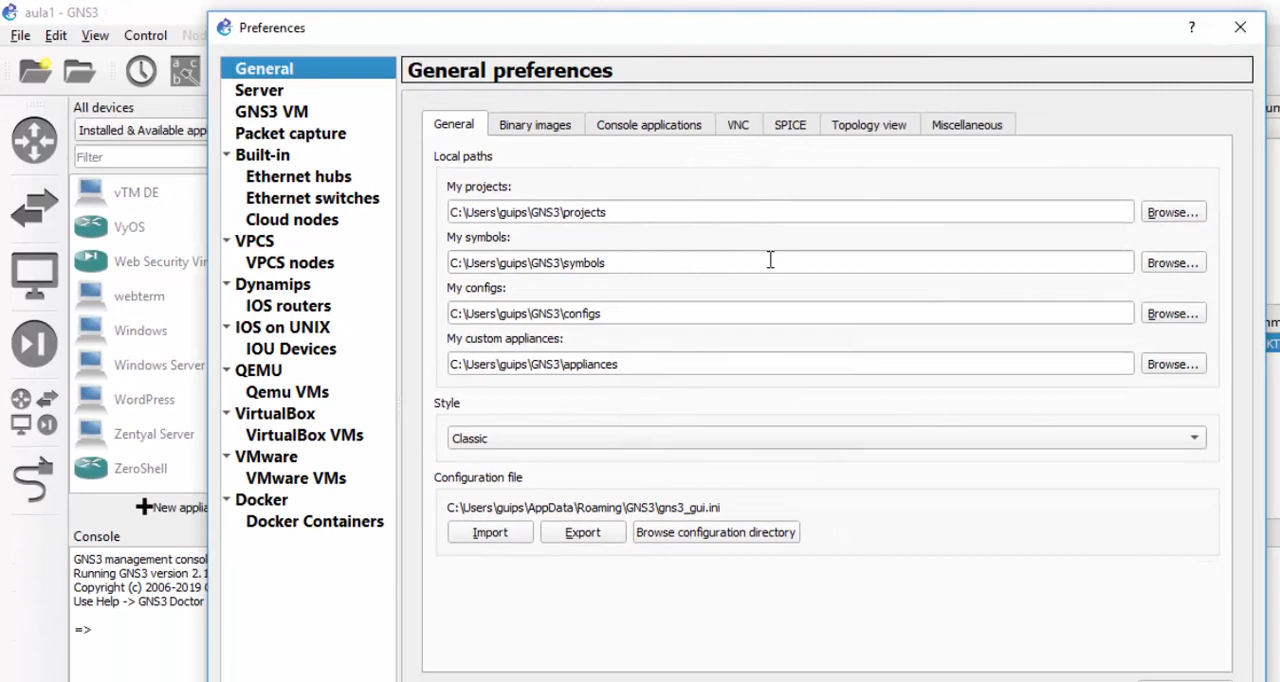 aula1 - GNS3
File Edit View Control
All devices
Installed & Available app
Filter
vTM DE
VyOS
Web Security Vir
webterm
Windows
Windows Server
WordPress
Zentyal Server
ZeroShell
New applia
Console
GNS3 management consol
Running GNS3 version 2.1
Copyright (c) 2006-2019
Use Help -> GNS3 Doctor
=>
Preferences
General
Server
GNS3 VM
Packet capture
Built-in
Ethernet hubs
Ethernet switches
Cloud nodes
VPCS
VPCS nodes
Dynamips
IOS routers
IOS on UNIX
IOU Devices
QEMU
Qemu VMs
VirtualBox
VirtualBox VMs
VMware
VMware VMs
Docker
Docker Containers
General preferences
General Binary images Console applications VNC SPICE Topology view Miscellaneous
Local paths
My projects:
C:\Users\guips\GNS3\projects Browse...
My symbols:
C:\Users\guips\GNS3\symbols Browse...
My configs:
C:\Users\guips\GNS3\configs Browse...
My custom appliances:
C:\Users\guips\GNS3\appliances Browse...
Style
Classic
Configuration file
C:\Users\guips\AppData\Roaming\GNS3\gns3_gui.ini
Import Export Browse configuration directory